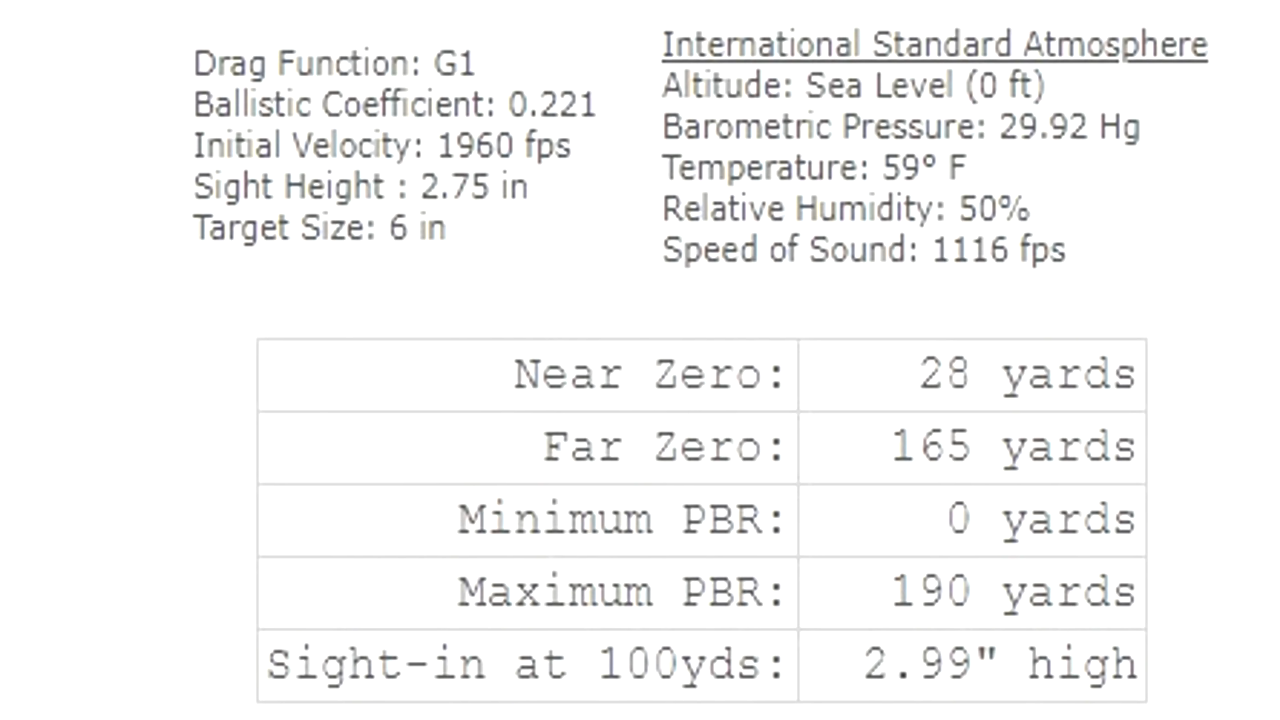 Drag Function: G1
Ballistic Coefficient: 0.221
Initial Velocity: 1960 fps
Sight Height : 2.75 in
Target Size: 6 in
International Standard Atmosphere
Altitude: Sea Level (0 ft)
Barometric Pressure: 29.92 Hg
Temperature: 59° F
Relative Humidity: 50%
Speed of Sound: 1116 fps
Near Zero: 28 yards
Far Zero: 165 yards
Minimum PBR: 0 yards
Maximum PBR: 190 yards
Sight-in at 100yds: 2.99" high